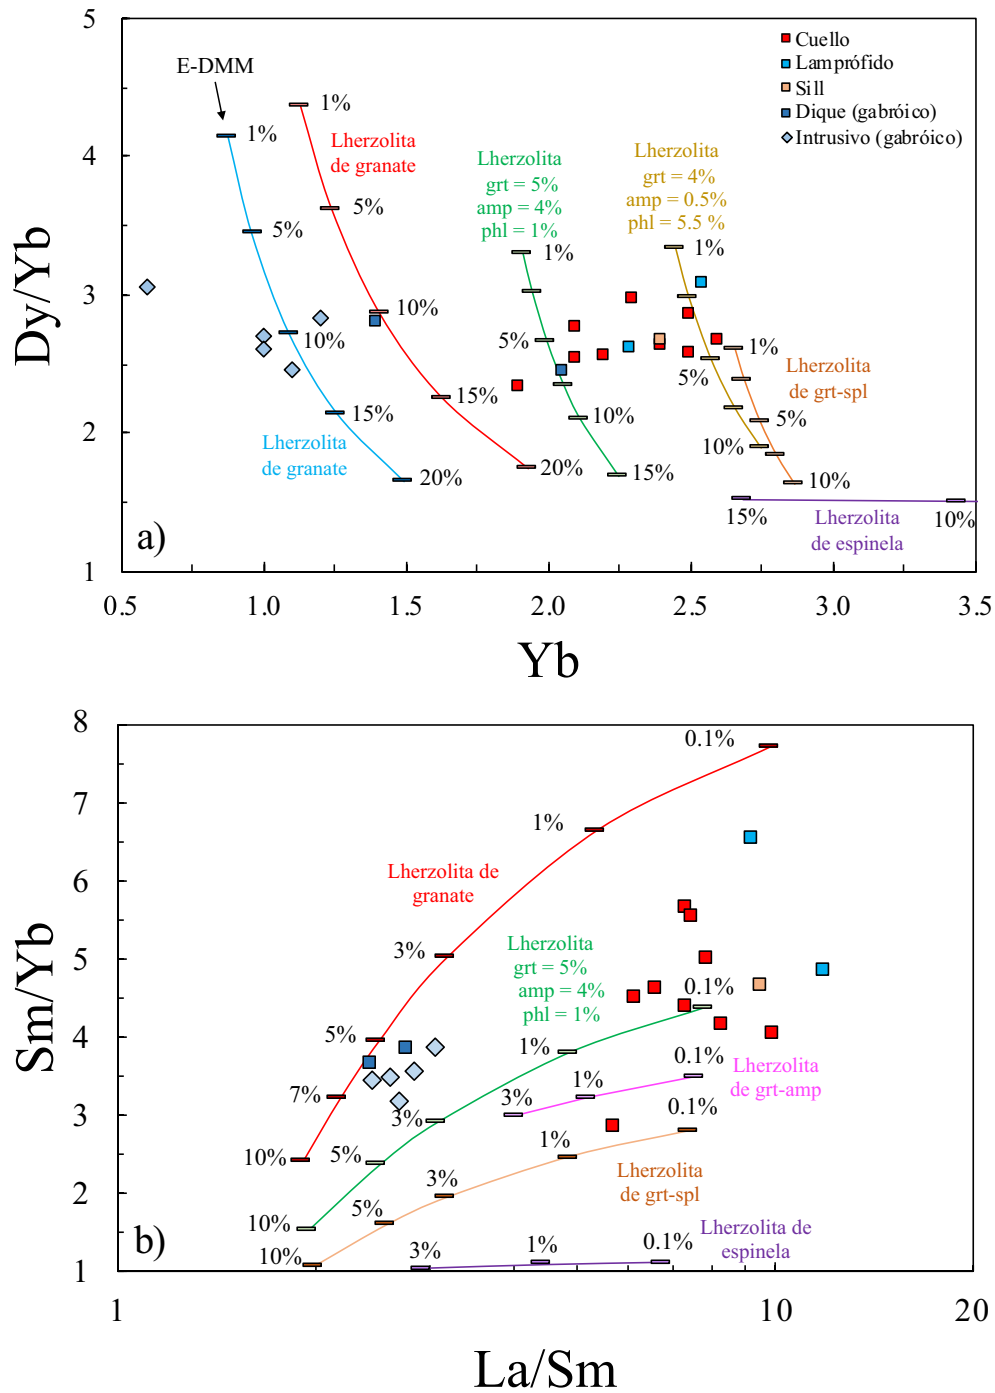 5
Cuello
Lamprófido
Sill
Dique (gabróico)
Intrusivo (gabróico)
E-DMM
1%
1%
4
Lherzolita
de granate
Lherzolita
grt = 5%
amp = 4%
phl = 1%
Lherzolita
grt = 4%
amp = 0.5%
phl = 5.5 %
5%
5%
1%
1%
Dy/Yb
3
10%
10%
5%
1%
Lherzolita
de grt-spl
5%
15%
15%
10%
5%
2
Lherzolita
de granate
20%
20%
15%
10%
10%
15%
Lherzolita
de espinela
10%
a)
1
0.5
1.0
1.5
2.0
2.5
3.0
3.5
Yb
8
0.1%
7
1%
6
Lherzolita de
granate
5
3%
Lherzolita
grt = 5%
amp = 4%
phl = 1%
0.1%
Sm/Yb
4
5%
1%
0.1%
Lherzolita
de grt-amp
7%
3%
3%
1%
3
0.1%
10%
5%
1%
Lherzolita
de grt-spl
2
3%
10%
5%
Lherzolita de
espinela
b)
10%
3%
1%
0.1%
1
1
10
20
La/Sm